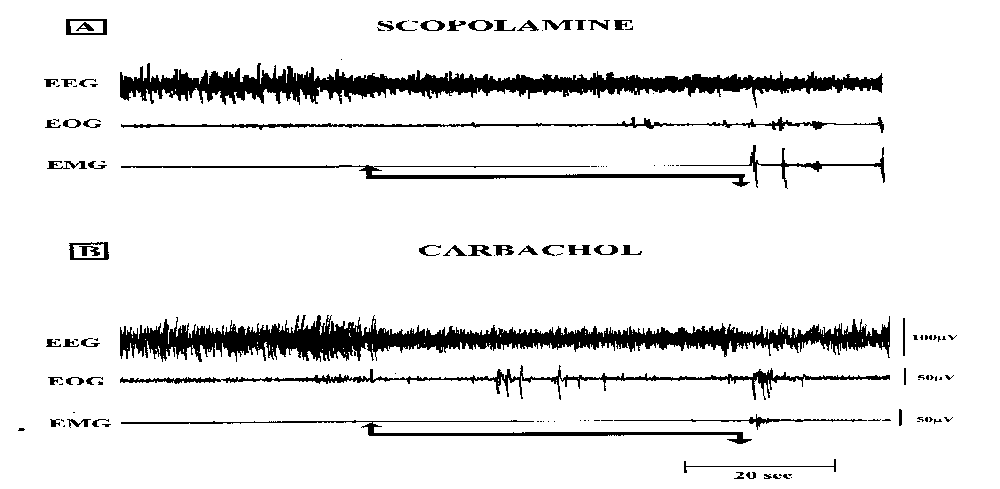 A
SCOPOLAMINE
EEG
EOG
EMG
B
CARBACHOL
EEG
100μV
EOG
50μV
EMG
50μV
20 sec